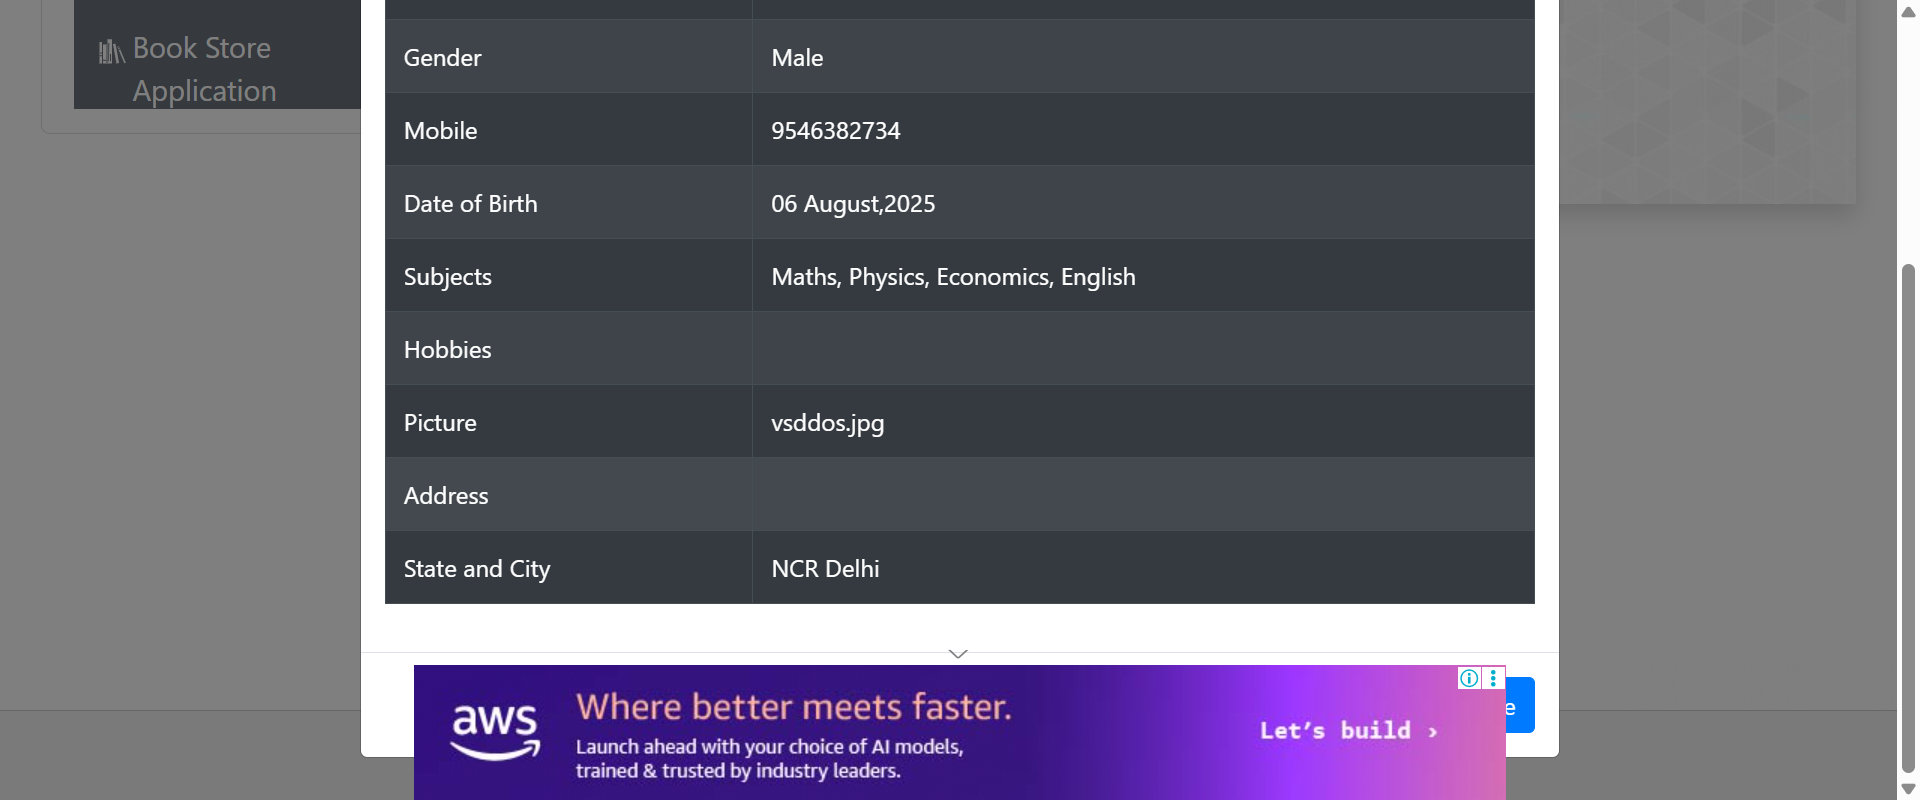 Book Store
Application
Gender Male
Mobile 9546382734
Date of Birth 06 August,2025
Subjects Maths, Physics, Economics, English
Hobbies
Picture vsddos.jpg
Address
State and City NCR Delhi
aws
Where better meets faster.
Launch ahead with your choice of AI models,
trained & trusted by industry leaders.
Let’s build ›
e